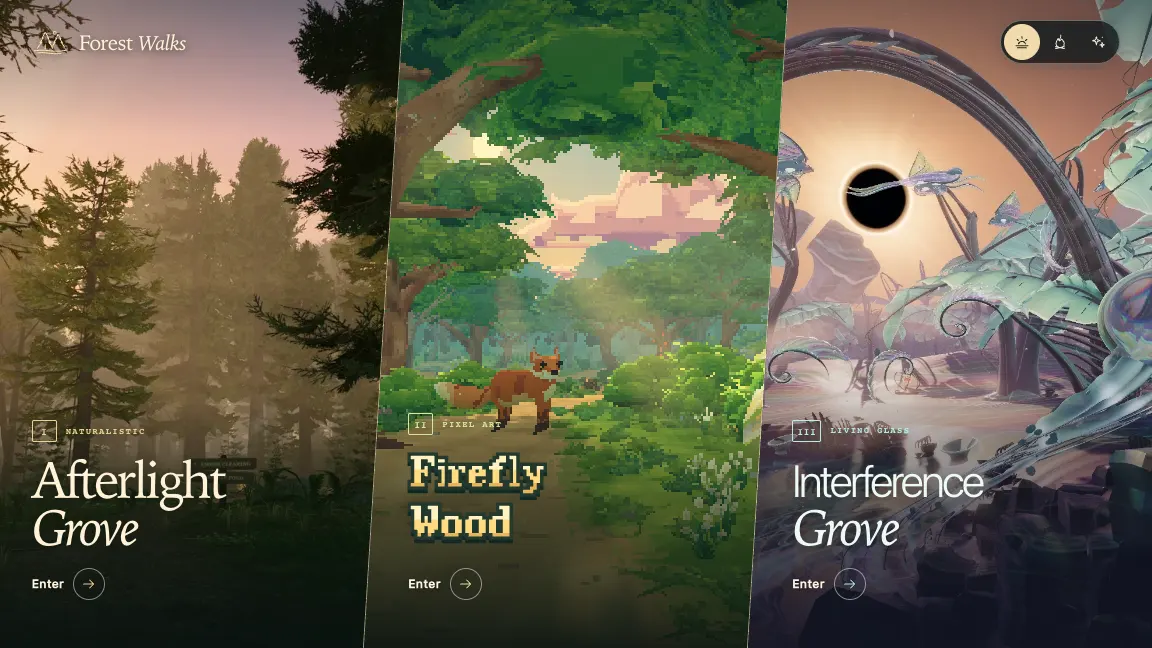 Forest Walks
I NATURALISTIC
Afterlight
Grove
Enter
II PIXEL ART
Firefly
Wood
Enter
III LIVING GLASS
Interference
Grove
Enter